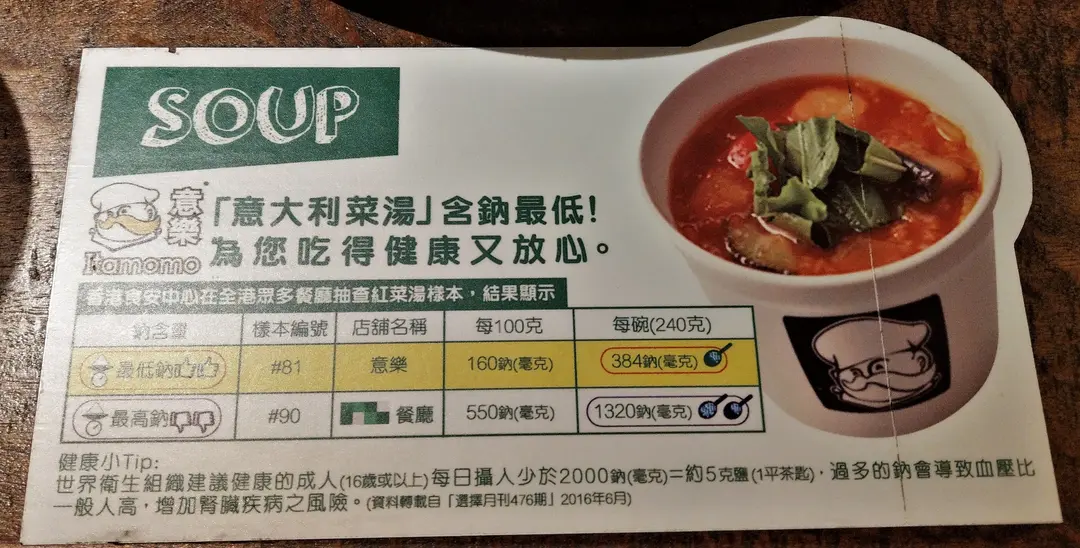 SOUP
意樂
Itamomo
「意大利菜湯」含鈉最低!
為您吃得健康又放心。
香港食安中心在全港眾多餐廳抽查紅菜湯樣本，結果顯示
鈉含量 樣本編號 店舖名稱 每100克 每碗(240克)
最低鈉 #81 意樂 160鈉(毫克) 384鈉(毫克)
最高鈉 #90 餐廳 550鈉(毫克) 1320鈉(毫克)
健康小Tip:
世界衛生組織建議健康的成人(16歲或以上)每日攝入少於2000鈉(毫克)=約5克鹽(1平茶匙)，過多的鈉會導致血壓比
一般人高，增加腎臟疾病之風險。(資料轉載自「選擇月刊476期」2016年6月)